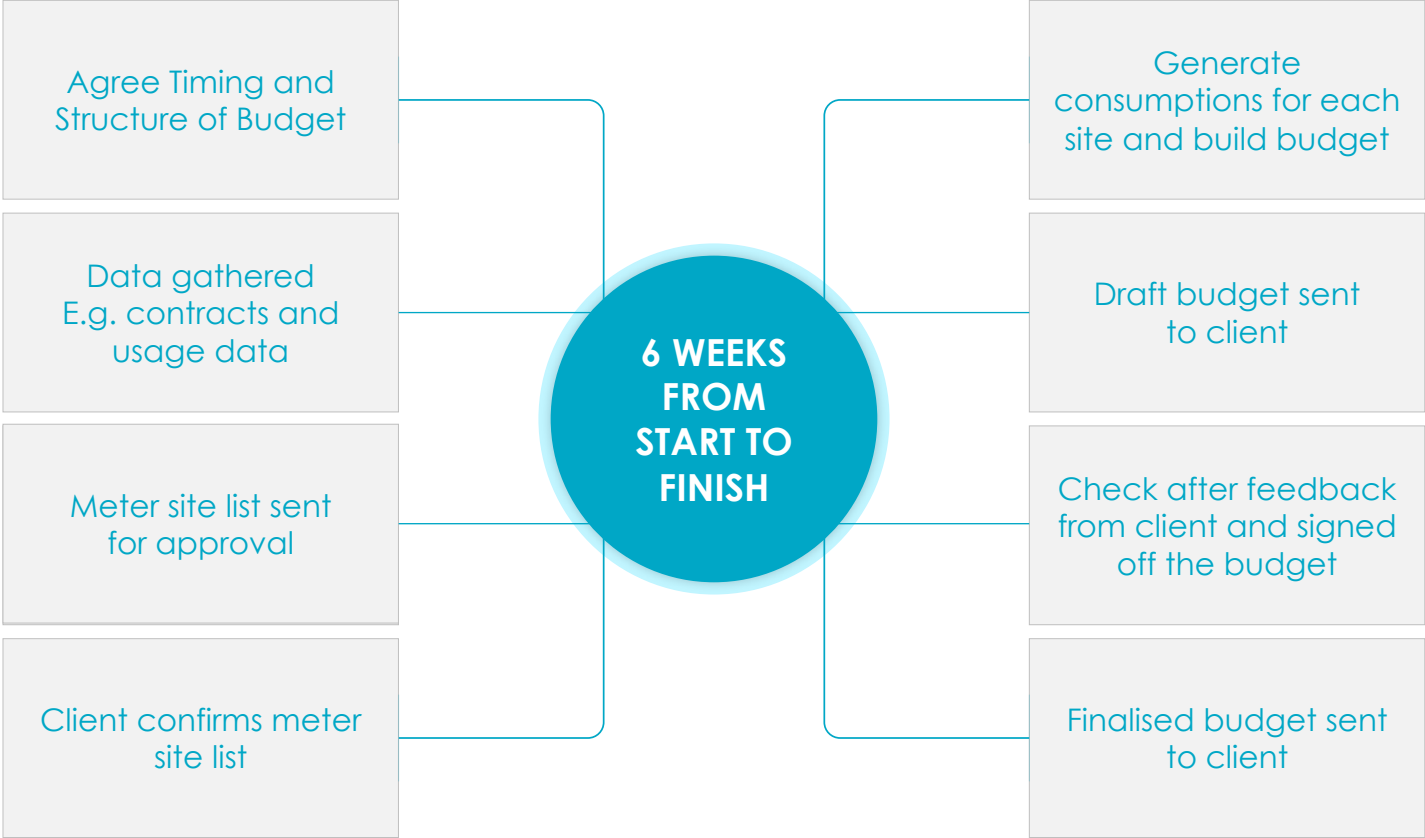 Agree Timing and
Structure of Budget
Data gathered
E.g. contracts and
usage data
Meter site list sent
for approval
Client confirms meter
site list
6 WEEKS
FROM
START TO
FINISH
Generate
consumptions for each
site and build budget
Draft budget sent
to client
Check after feedback
from client and signed
off the budget
Finalised budget sent
to client